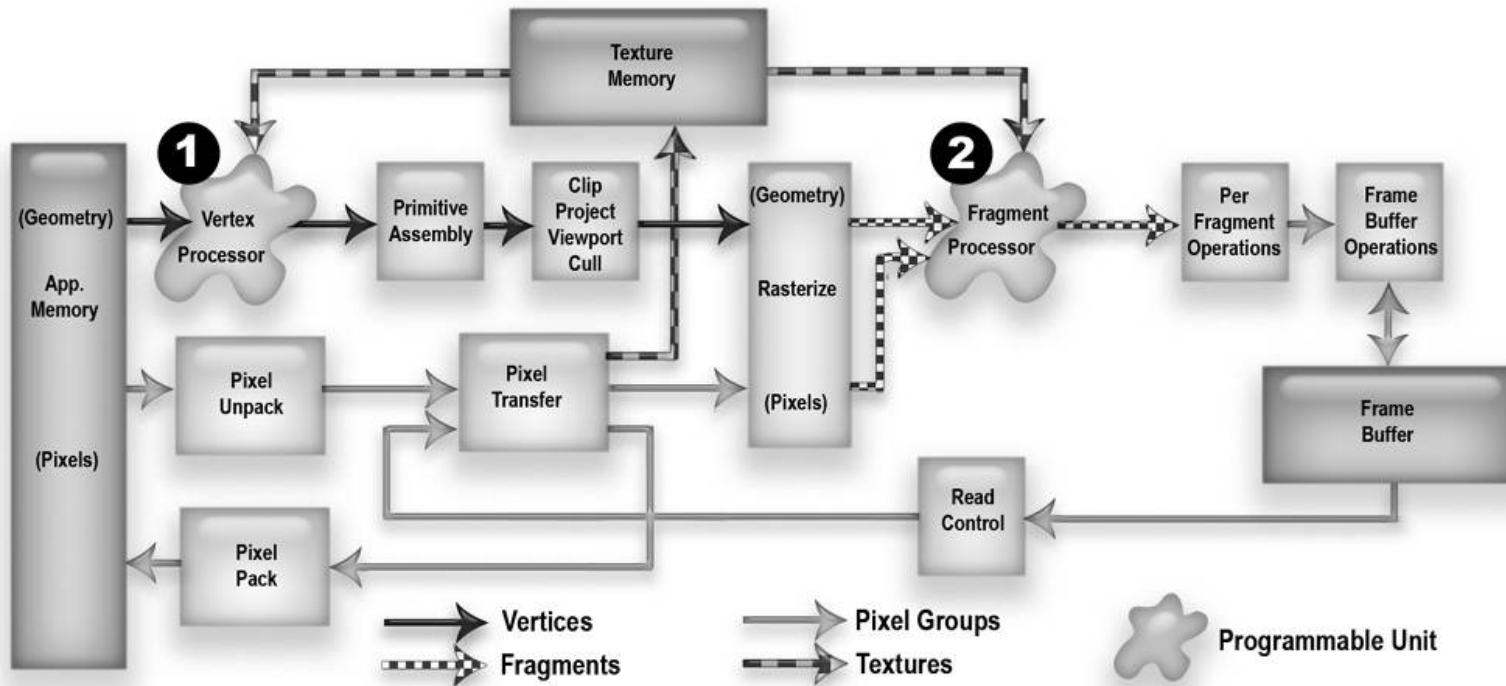 Texture
Memory
1
2
(Geometry)
App.
Memory
(Pixels)
Vertex
Processor
Primitive
Assembly
Clip
Project
Viewport
Cull
(Geometry)
Rasterize
(Pixels)
Fragment
Processor
Per
Fragment
Operations
Frame
Buffer
Operations
Pixel
Unpack
Pixel
Transfer
Frame
Buffer
Read
Control
Pixel
Pack
Vertices
Fragments
Pixel Groups
Textures
Programmable Unit